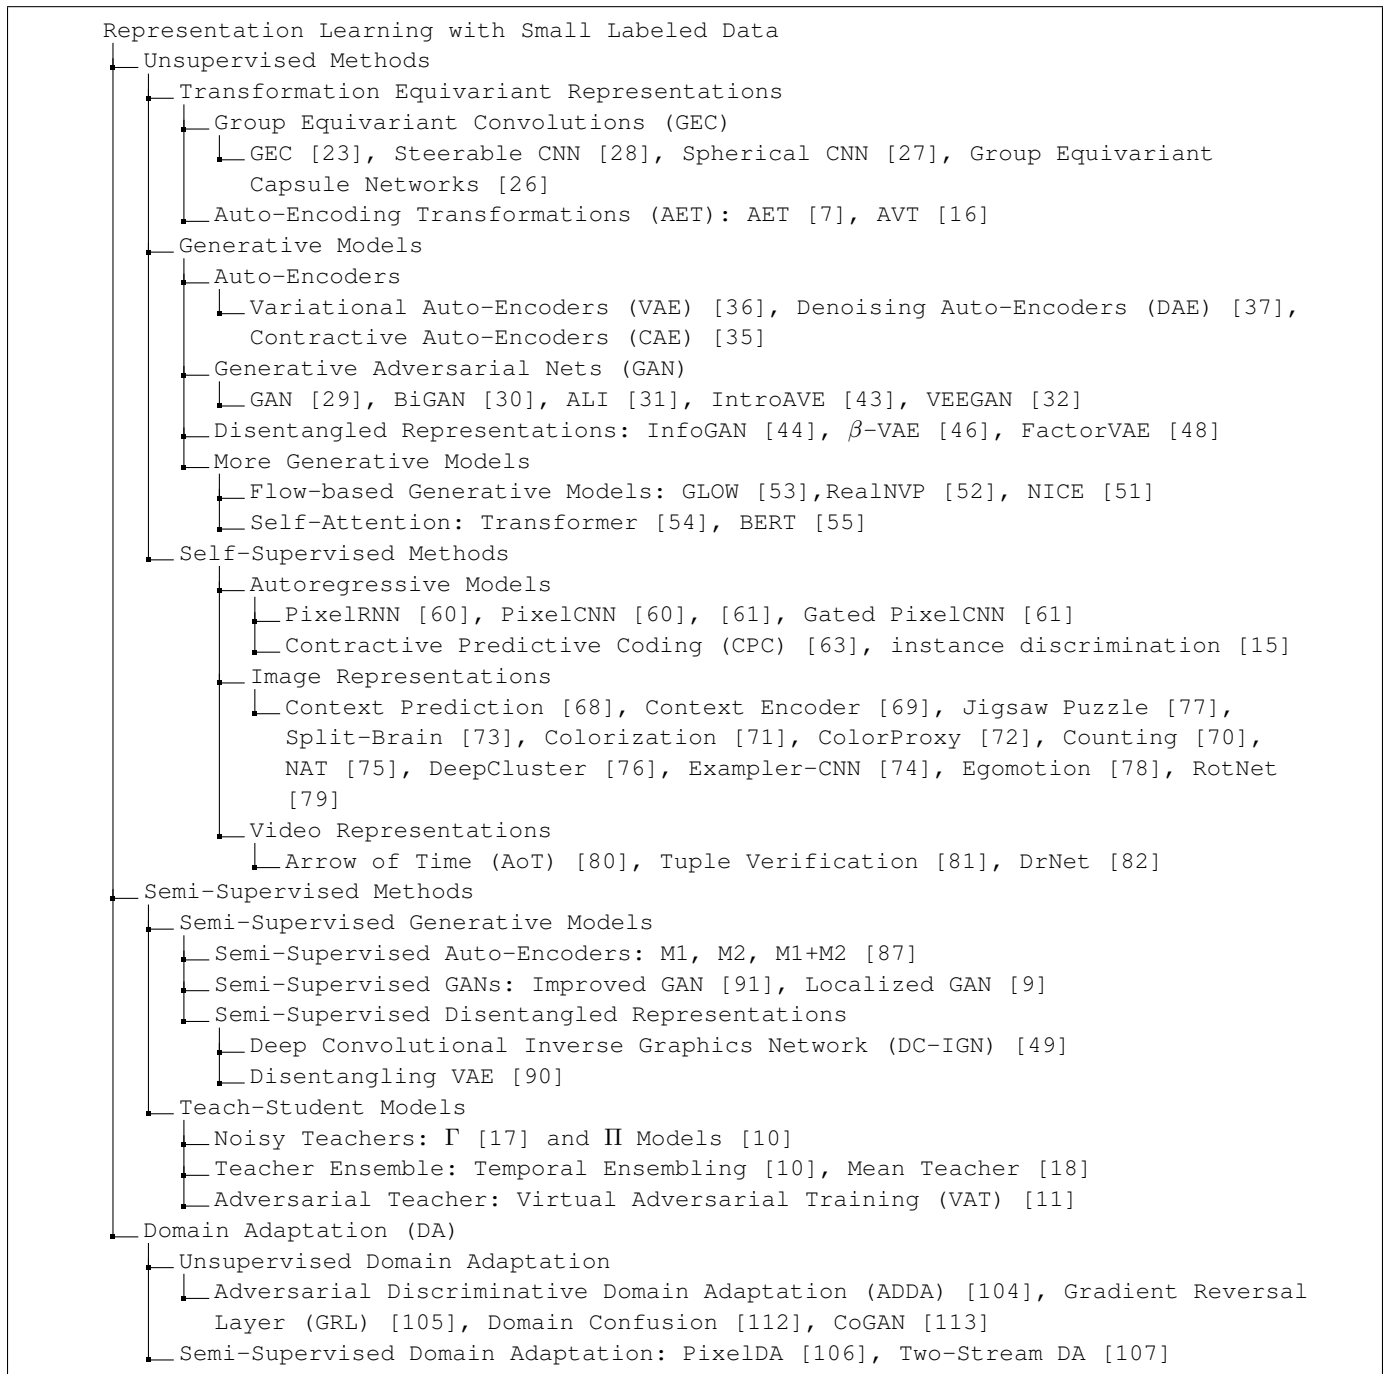 Representation Learning with Small Labeled Data
Unsupervised Methods
Transformation Equivariant Representations
Group Equivariant Convolutions (GEC)
GEC [23], Steerable CNN [28], Spherical CNN [27], Group Equivariant
Capsule Networks [26]
Auto-Encoding Transformations (AET): AET [7], AVT [16]
Generative Models
Auto-Encoders
Variational Auto-Encoders (VAE) [36], Denoising Auto-Encoders (DAE) [37],
Contractive Auto-Encoders (CAE) [35]
Generative Adversarial Nets (GAN)
GAN [29], BiGAN [30], ALI [31], IntroAVE [43], VEEGAN [32]
Disentangled Representations: InfoGAN [44], β-VAE [46], FactorVAE [48]
More Generative Models
Flow-based Generative Models: GLOW [53],RealNVP [52], NICE [51]
Self-Attention: Transformer [54], BERT [55]
Self-Supervised Methods
Autoregressive Models
PixelRNN [60], PixelCNN [60], [61], Gated PixelCNN [61]
Contractive Predictive Coding (CPC) [63], instance discrimination [15]
Image Representations
Context Prediction [68], Context Encoder [69], Jigsaw Puzzle [77],
Split-Brain [73], Colorization [71], ColorProxy [72], Counting [70],
NAT [75], DeepCluster [76], Exampler-CNN [74], Egomotion [78], RotNet
[79]
Video Representations
Arrow of Time (AoT) [80], Tuple Verification [81], DrNet [82]
Semi-Supervised Methods
Semi-Supervised Generative Models
Semi-Supervised Auto-Encoders: M1, M2, M1+M2 [87]
Semi-Supervised GANs: Improved GAN [91], Localized GAN [9]
Semi-Supervised Disentangled Representations
Deep Convolutional Inverse Graphics Network (DC-IGN) [49]
Disentangling VAE [90]
Teach-Student Models
Noisy Teachers: Γ [17] and Π Models [10]
Teacher Ensemble: Temporal Ensembling [10], Mean Teacher [18]
Adversarial Teacher: Virtual Adversarial Training (VAT) [11]
Domain Adaptation (DA)
Unsupervised Domain Adaptation
Adversarial Discriminative Domain Adaptation (ADDA) [104], Gradient Reversal
Layer (GRL) [105], Domain Confusion [112], CoGAN [113]
Semi-Supervised Domain Adaptation: PixelDA [106], Two-Stream DA [107]